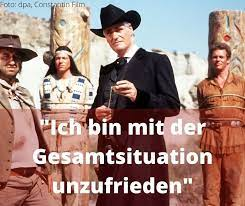 Foto: dpa, Constantin Film
"Ich bin mit der
Gesamtsituation
unzufrieden"